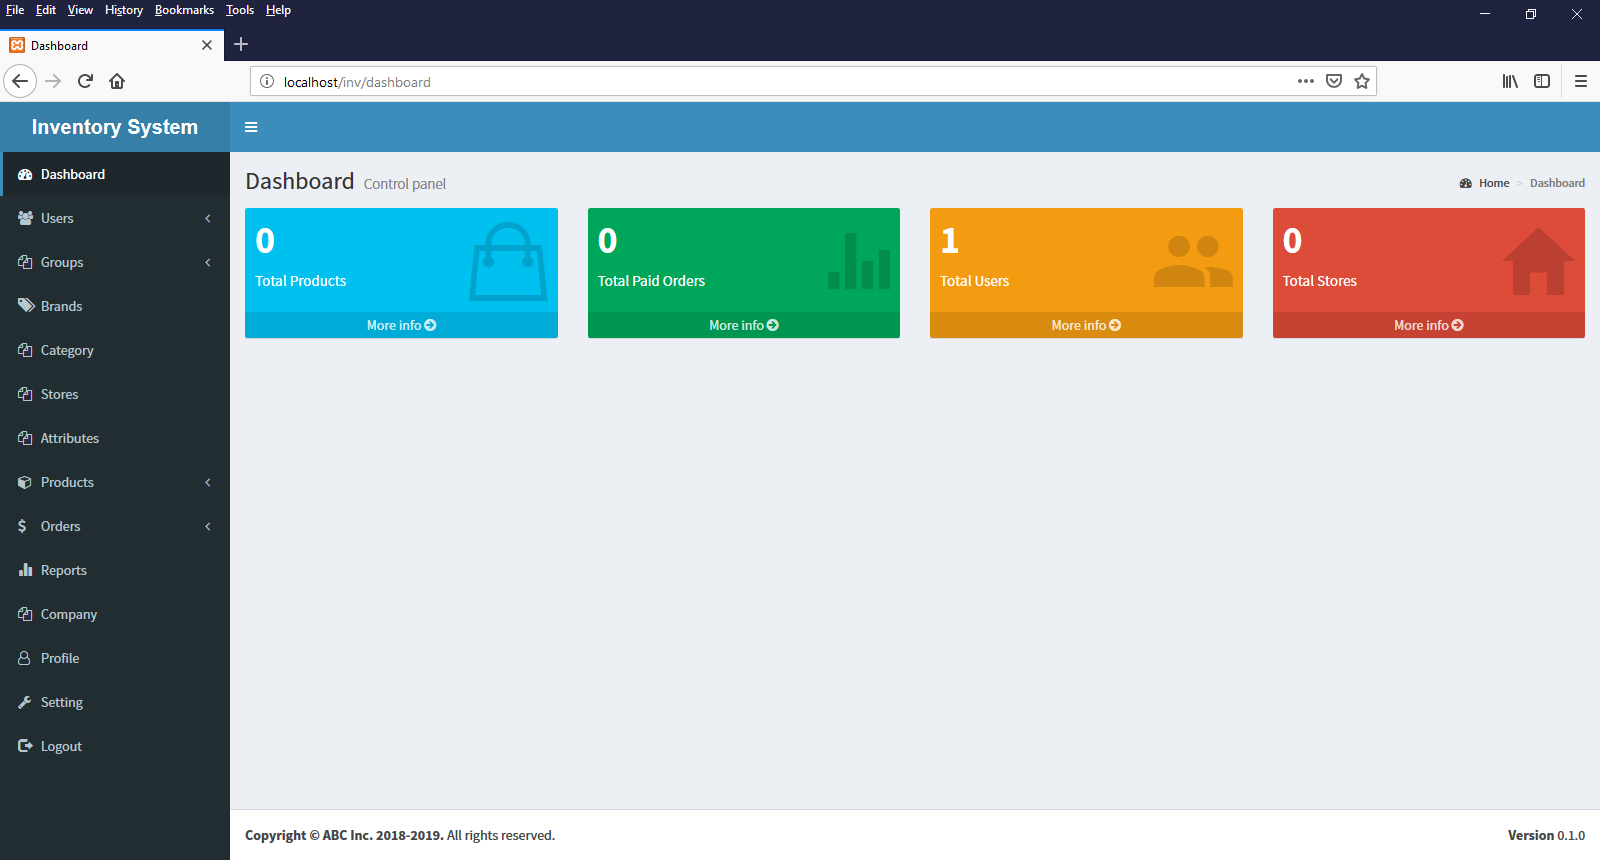 File Edit View History Bookmarks Tools Help
Dashboard
localhost/inv/dashboard
Inventory System
Dashboard
Users
Groups
Brands
Category
Stores
Attributes
Products
Orders
Reports
Company
Profile
Setting
Logout
Dashboard Control panel
Home > Dashboard
0
Total Products
More info
0
Total Paid Orders
More info
1
Total Users
More info
0
Total Stores
More info
Copyright © ABC Inc. 2018-2019. All rights reserved.
Version 0.1.0